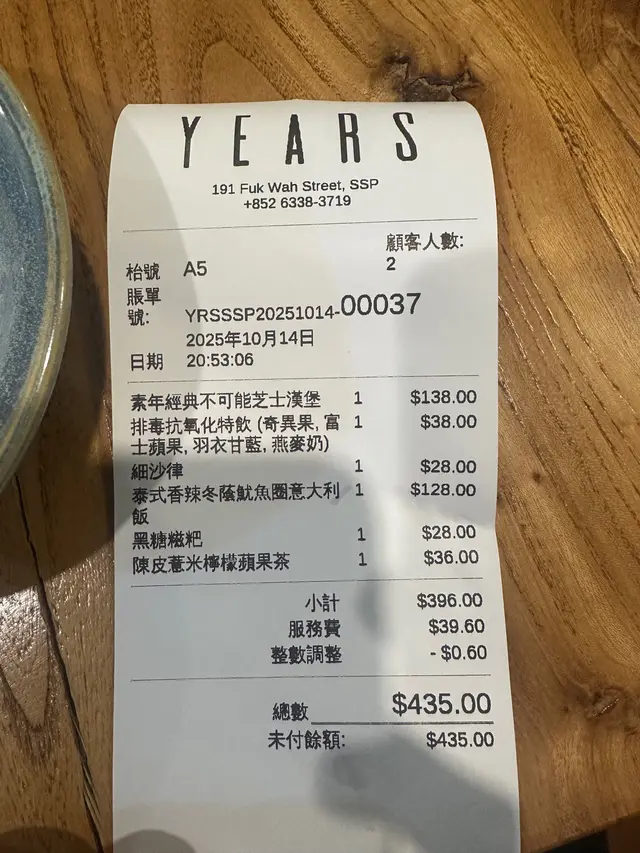 YEARS
191 Fuk Wah Street, SSP
+852 6338-3719
顧客人數:
枱號 A5 2
賬單
號: YRSSSP20251014-00037
2025年10月14日
日期 20:53:06
素年經典不可能芝士漢堡 1 $138.00
排毒抗氧化特飲 (奇異果, 富 1 $38.00
士蘋果, 羽衣甘藍, 燕麥奶)
細沙律 1 $28.00
泰式香辣冬蔭魷魚圈意大利 1 $128.00
飯
黑糖糍粑 1 $28.00
陳皮薏米檸檬蘋果茶 1 $36.00
小計 $396.00
服務費 $39.60
整數調整 - $0.60
總數 $435.00
未付餘額: $435.00